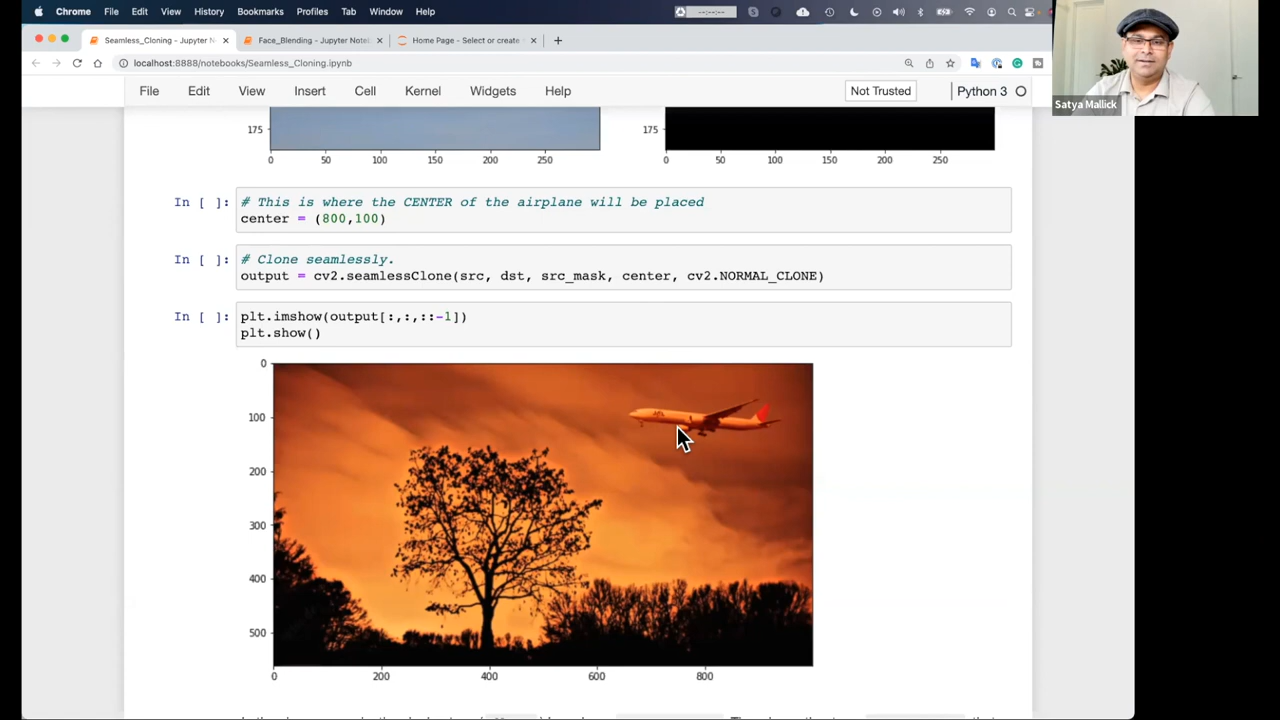 Chrome File Edit View History Bookmarks Profiles Tab Window Help
Seamless_Cloning - Jupyter N Face_Blending - Jupyter Notel Home Page - Select or create
localhost:8888/notebooks/Seamless_Cloning.ipynb
File Edit View Insert Cell Kernel Widgets Help Not Trusted Python 3
Satya Mallick
175 175
0 50 100 150 200 250 0 50 100 150 200 250
In [ ]: # This is where the CENTER of the airplane will be placed
center = (800,100)
In [ ]: # Clone seamlessly.
output = cv2.seamlessClone(src, dst, src_mask, center, cv2.NORMAL_CLONE)
In [ ]: plt.imshow(output[:,:,::-1])
plt.show()
0
100
200
300
400
500
0 200 400 600 800